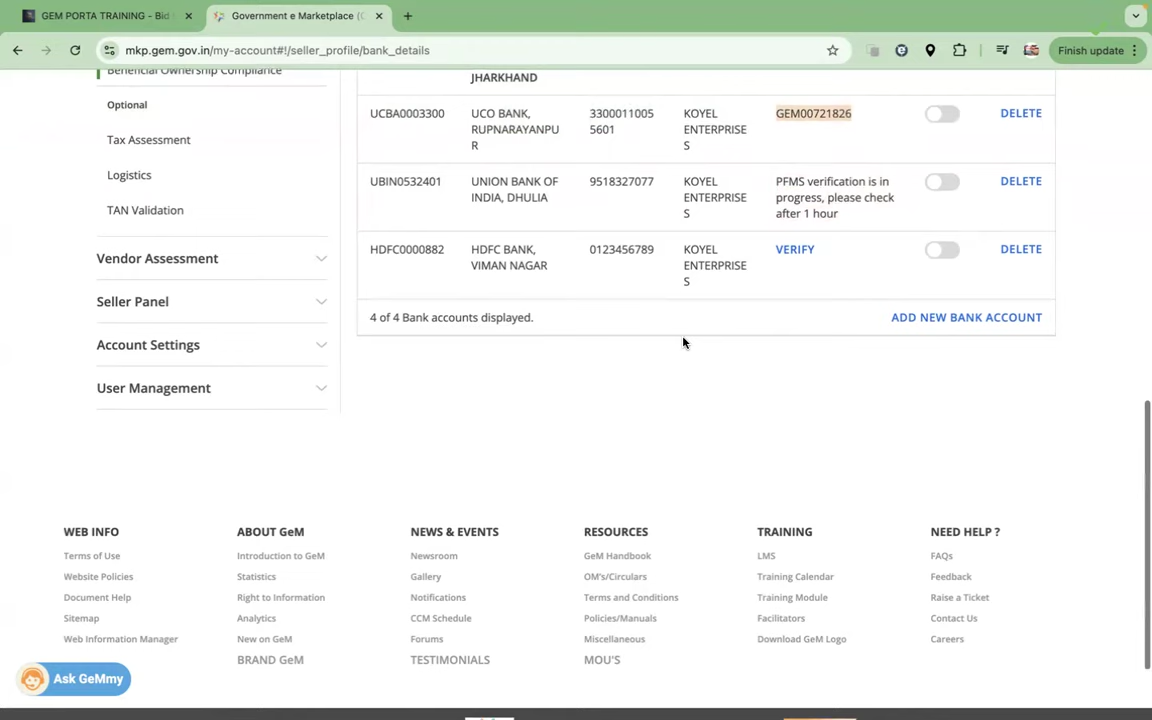 GEM PORTA TRAINING - Bid
Government e Marketplace (G
mkp.gem.gov.in/my-account#!/seller_profile/bank_details
Finish update
Beneficial Ownership Compliance
Optional
Tax Assessment
Logistics
TAN Validation
Vendor Assessment
Seller Panel
Account Settings
User Management
JHARKHAND
UCBA0003300
UCO BANK,
RUPNARAYANPU
R
3300011005
5601
KOYEL
ENTERPRISE
S
GEM00721826
DELETE
UBIN0532401
UNION BANK OF
INDIA, DHULIA
9518327077
KOYEL
ENTERPRISE
S
PFMS verification is in
progress, please check
after 1 hour
DELETE
HDFC0000882
HDFC BANK,
VIMAN NAGAR
0123456789
KOYEL
ENTERPRISE
S
VERIFY
DELETE
4 of 4 Bank accounts displayed.
ADD NEW BANK ACCOUNT
WEB INFO
Terms of Use
Website Policies
Document Help
Sitemap
Web Information Manager
ABOUT GeM
Introduction to GeM
Statistics
Right to Information
Analytics
New on GeM
BRAND GeM
NEWS & EVENTS
Newsroom
Gallery
Notifications
CCM Schedule
Forums
TESTIMONIALS
RESOURCES
GeM Handbook
OM's/Circulars
Terms and Conditions
Policies/Manuals
Miscellaneous
MOU'S
TRAINING
LMS
Training Calendar
Training Module
Facilitators
Download GeM Logo
NEED HELP ?
FAQs
Feedback
Raise a Ticket
Contact Us
Careers
Ask GeMmy